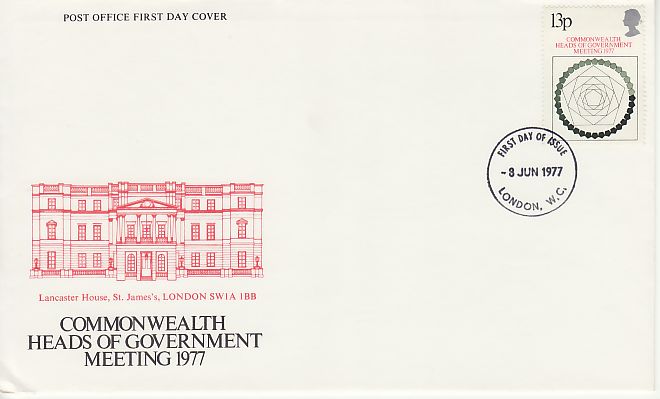 POST OFFICE FIRST DAY COVER
13p
COMMONWEALTH
HEADS OF GOVERNMENT
MEETING 1977
FIRST DAY OF ISSUE
-8 JUN 1977
LONDON, W.C.
Lancaster House, St. James's, LONDON SW1A 1BB
COMMONWEALTH
HEADS OF GOVERNMENT
MEETING 1977